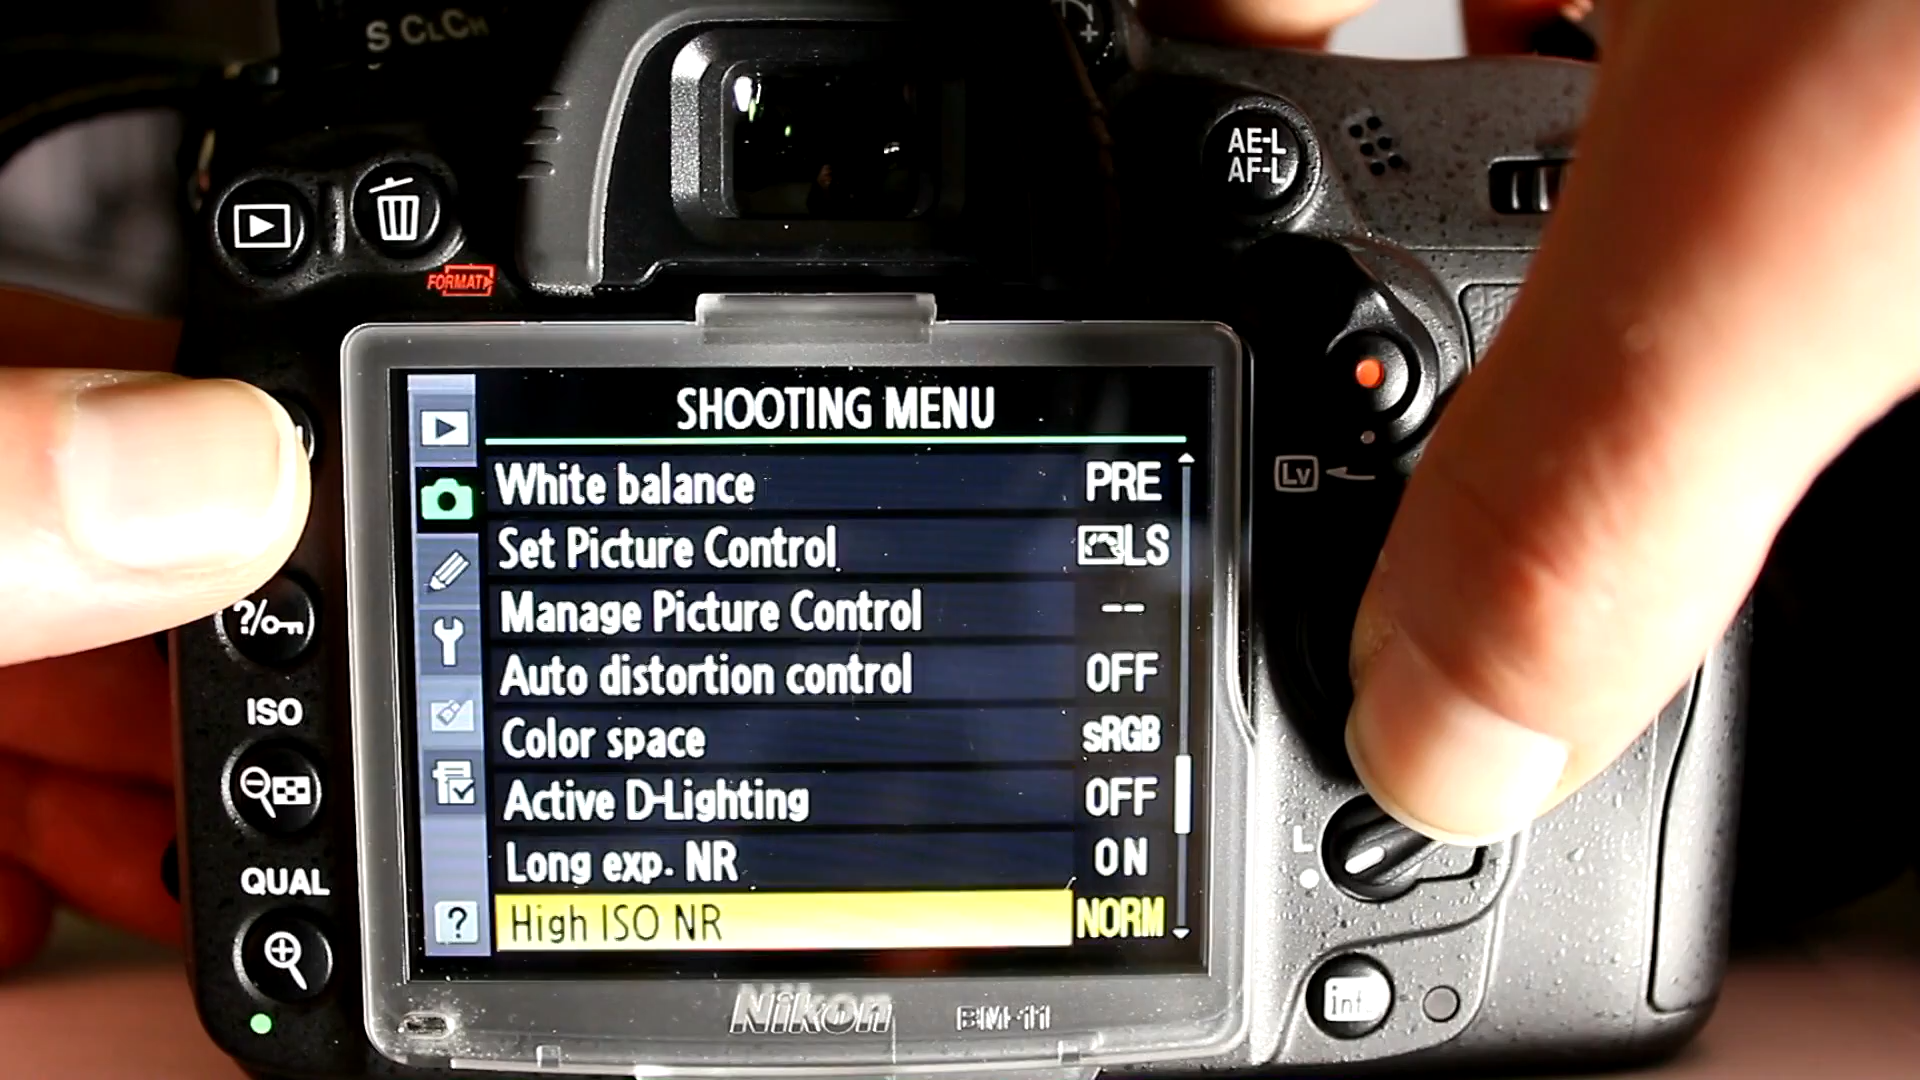 S CL CH
AE-L
AF-L
FORMAT
SHOOTING MENU
White balance PRE
Set Picture Control LS
Manage Picture Control --
Auto distortion control OFF
Color space sRGB
Active D-Lighting OFF
Long exp. NR ON
High ISO NR NORM
?
Lv
?/
ISO
QUAL
L
info
Nikon BM-11